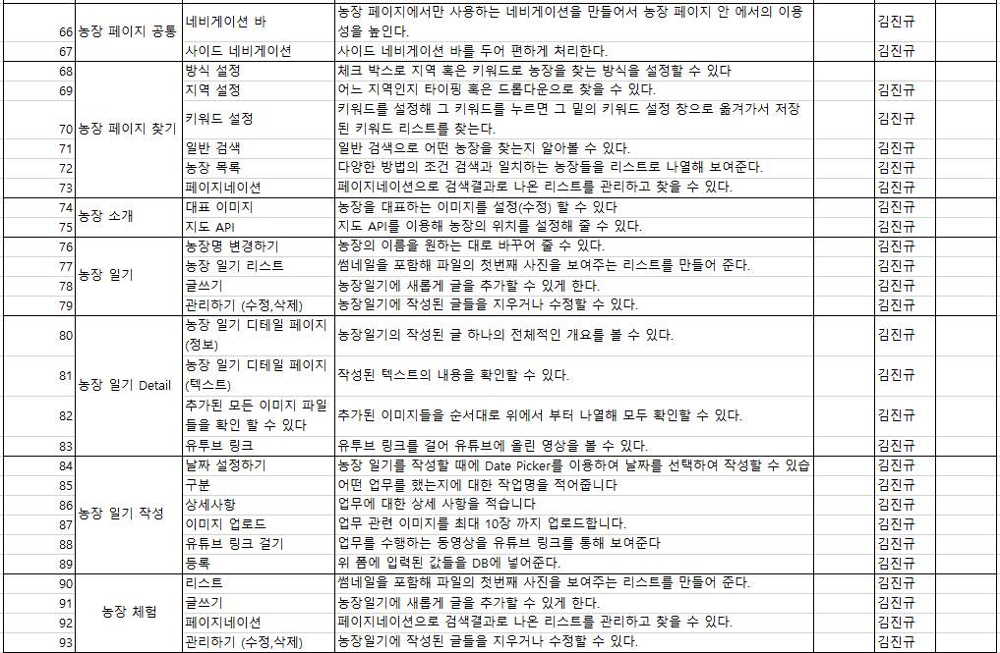 66 농장 페이지 공통 네비게이션 바 농장 페이지에서만 사용하는 네비게이션을 만들어서 농장 페이지 안 에서의 이용 김진규
성을 높인다.
67 사이드 네비게이션 사이드 네비게이션 바를 두어 편하게 처리한다. 김진규
68 방식 설정 체크 박스로 지역 혹은 키워드로 농장을 찾는 방식을 설정할 수 있다
69 지역 설정 어느 지역인지 타이핑 혹은 드롭다운으로 찾을 수 있다. 김진규
70 농장 페이지 찾기 키워드 설정 키워드를 설정해 그 키워드를 누르면 그 밑의 키워드 설정 창으로 옮겨가서 저장 김진규
된 키워드 리스트를 찾는다.
71 일반 검색 일반 검색으로 어떤 농장을 찾는지 알아볼 수 있다. 김진규
72 농장 목록 다양한 방법의 조건 검색과 일치하는 농장들을 리스트로 나열해 보여준다. 김진규
73 페이지네이션 페이지네이션으로 검색결과로 나온 리스트를 관리하고 찾을 수 있다. 김진규
74 농장 소개 대표 이미지 농장을 대표하는 이미지를 설정(수정) 할 수 있다 김진규
75 지도 API 지도 API를 이용해 농장의 위치를 설정해 줄 수 있다. 김진규
76 농장명 변경하기 농장의 이름을 원하는 대로 바꾸어 줄 수 있다. 김진규
77 농장 일기 농장 일기 리스트 썸네일을 포함해 파일의 첫번째 사진을 보여주는 리스트를 만들어 준다. 김진규
78 글쓰기 농장일기에 새롭게 글을 추가할 수 있게 한다. 김진규
79 관리하기 (수정,삭제) 농장일기에 작성된 글들을 지우거나 수정할 수 있다. 김진규
80 농장 일기 디테일 페이지 농장일기의 작성된 글 하나의 전체적인 개요를 볼 수 있다. 김진규
(정보)
81 농장 일기 Detail 농장 일기 디테일 페이지 작성된 텍스트의 내용을 확인할 수 있다. 김진규
(텍스트)
82 추가된 모든 이미지 파일 추가된 이미지들을 순서대로 위에서 부터 나열해 모두 확인할 수 있다. 김진규
들을 확인 할 수 있다
83 유튜브 링크 유투브 링크를 걸어 유튜브에 올린 영상을 볼 수 있다. 김진규
84 날짜 설정하기 농장 일기를 작성할 때에 Date Picker를 이용하여 날짜를 선택하여 작성할 수 있습 김진규
85 구분 어떤 업무를 했는지에 대한 작업명을 적어줍니다 김진규
86 농장 일기 작성 상세사항 업무에 대한 상세 사항을 적습니다 김진규
87 이미지 업로드 업무 관련 이미지를 최대 10장 까지 업로드합니다. 김진규
88 유튜브 링크 걸기 업무를 수행하는 동영상을 유튜브 링크를 통해 보여준다 김진규
89 등록 위 폼에 입력된 값들을 DB에 넣어준다. 김진규
90 리스트 썸네일을 포함해 파일의 첫번째 사진을 보여주는 리스트를 만들어 준다. 김진규
91 농장 체험 글쓰기 농장일기에 새롭게 글을 추가할 수 있게 한다. 김진규
92 페이지네이션 페이지네이션으로 검색결과로 나온 리스트를 관리하고 찾을 수 있다. 김진규
93 관리하기 (수정,삭제) 농장일기에 작성된 글들을 지우거나 수정할 수 있다. 김진규